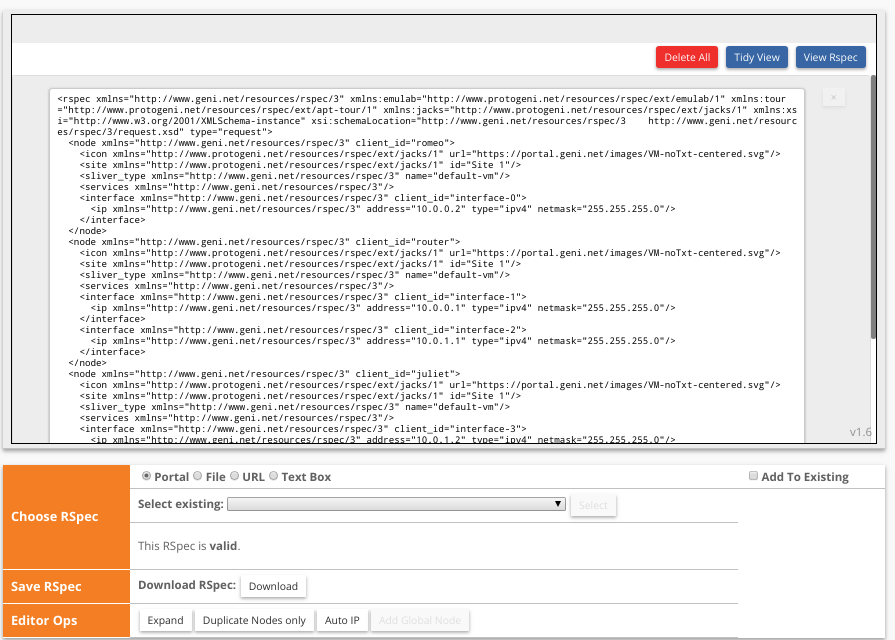 Delete All Tidy View View Rspec
<rspec xmlns="http://www.geni.net/resources/rspec/3" xmlns:emulab="http://www.protogeni.net/resources/rspec/ext/emulab/1" xmlns:tour
="http://www.protogeni.net/resources/rspec/ext/apt-tour/1" xmlns:jacks="http://www.protogeni.net/resources/rspec/ext/jacks/1" xmlns:xs
i="http://www.w3.org/2001/XMLSchema-instance" xsi:schemaLocation="http://www.geni.net/resources/rspec/3    http://www.geni.net/resourc
es/rspec/3/request.xsd" type="request">
  <node xmlns="http://www.geni.net/resources/rspec/3" client_id="romeo">
    <icon xmlns="http://www.protogeni.net/resources/rspec/ext/jacks/1" url="https://portal.geni.net/images/VM-noTxt-centered.svg"/>
    <site xmlns="http://www.protogeni.net/resources/rspec/ext/jacks/1" id="Site 1"/>
    <sliver_type xmlns="http://www.geni.net/resources/rspec/3" name="default-vm"/>
    <services xmlns="http://www.geni.net/resources/rspec/3"/>
    <interface xmlns="http://www.geni.net/resources/rspec/3" client_id="interface-0">
      <ip xmlns="http://www.geni.net/resources/rspec/3" address="10.0.0.2" type="ipv4" netmask="255.255.255.0"/>
    </interface>
  </node>
  <node xmlns="http://www.geni.net/resources/rspec/3" client_id="router">
    <icon xmlns="http://www.protogeni.net/resources/rspec/ext/jacks/1" url="https://portal.geni.net/images/VM-noTxt-centered.svg"/>
    <site xmlns="http://www.protogeni.net/resources/rspec/ext/jacks/1" id="Site 1"/>
    <sliver_type xmlns="http://www.geni.net/resources/rspec/3" name="default-vm"/>
    <services xmlns="http://www.geni.net/resources/rspec/3"/>
    <interface xmlns="http://www.geni.net/resources/rspec/3" client_id="interface-1">
      <ip xmlns="http://www.geni.net/resources/rspec/3" address="10.0.0.1" type="ipv4" netmask="255.255.255.0"/>
    </interface>
    <interface xmlns="http://www.geni.net/resources/rspec/3" client_id="interface-2">
      <ip xmlns="http://www.geni.net/resources/rspec/3" address="10.0.1.1" type="ipv4" netmask="255.255.255.0"/>
    </interface>
  </node>
  <node xmlns="http://www.geni.net/resources/rspec/3" client_id="juliet">
    <icon xmlns="http://www.protogeni.net/resources/rspec/ext/jacks/1" url="https://portal.geni.net/images/VM-noTxt-centered.svg"/>
    <site xmlns="http://www.protogeni.net/resources/rspec/ext/jacks/1" id="Site 1"/>
    <sliver_type xmlns="http://www.geni.net/resources/rspec/3" name="default-vm"/>
    <services xmlns="http://www.geni.net/resources/rspec/3"/>
    <interface xmlns="http://www.geni.net/resources/rspec/3" client_id="interface-3">
      <ip xmlns="http://www.geni.net/resources/rspec/3" address="10.0.1.2" type="ipv4" netmask="255.255.255.0"/>
v1.6
Choose RSpec
Portal File URL Text Box Add To Existing
Select existing: Select
This RSpec is valid.
Save RSpec Download RSpec: Download
Editor Ops Expand Duplicate Nodes only Auto IP Add Global Node